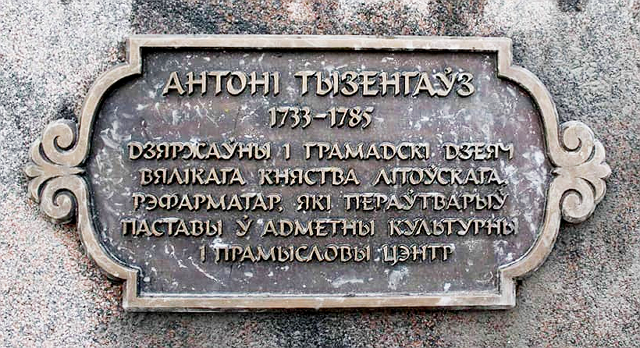 АНТОНІ ТЫЗЕНГАЎЗ
1733–1785
ДЗЯРЖАЎНЫ І ГРАМАДСКІ ДЗЕЯЧ
ВЯЛІКАГА КНЯСТВА ЛІТОЎСКАГА,
РЭФАРМАТАР, ЯКІ ПЕРАЎТВАРЫЎ
ПАСТАВЫ Ў АДМЕТНЫ КУЛЬТУРНЫ
І ПРАМЫСЛОВЫ ЦЭНТР